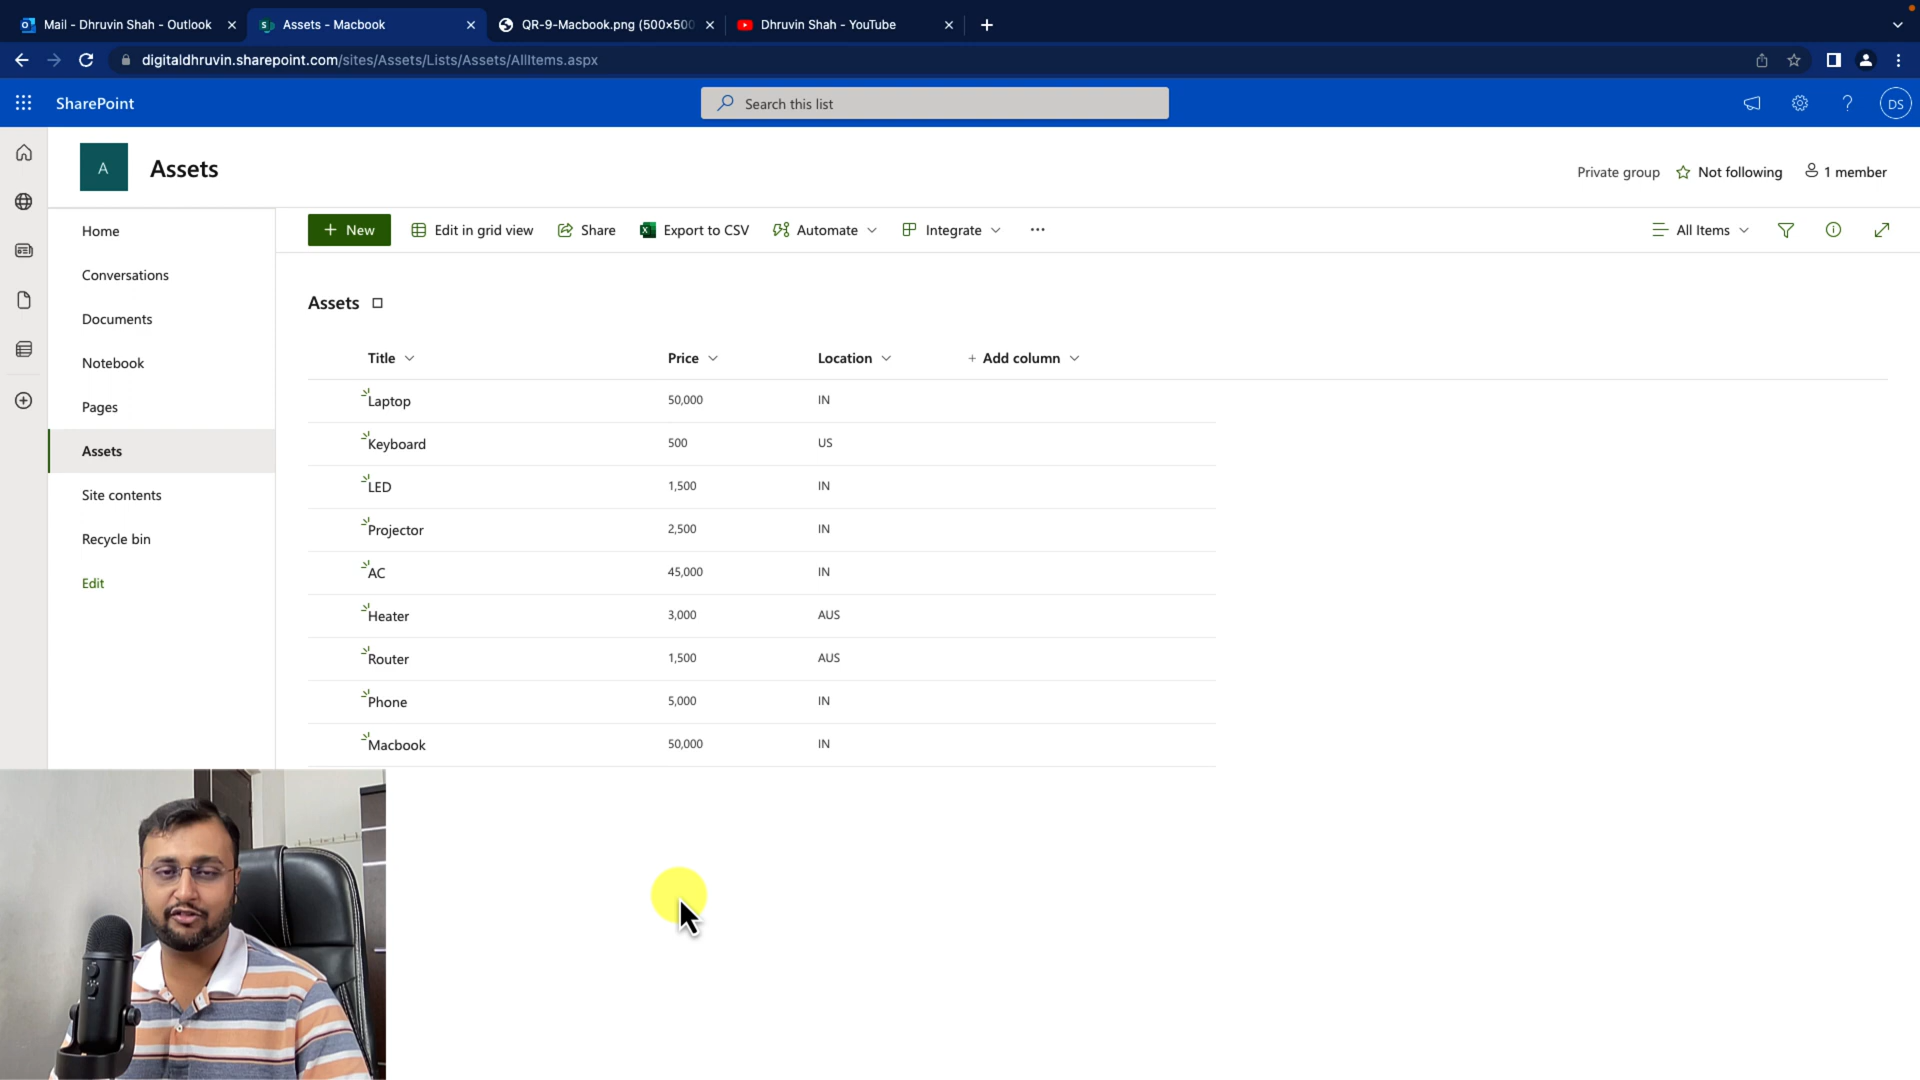 Mail - Dhruvin Shah - Outlook
Assets - Macbook
QR-9-Macbook.png (500×500
Dhruvin Shah - YouTube
digitaldhruvin.sharepoint.com/sites/Assets/Lists/Assets/AllItems.aspx
SharePoint
Search this list
DS
A
Assets
Private group
Not following
1 member
Home
Conversations
Documents
Notebook
Pages
Assets
Site contents
Recycle bin
Edit
New
Edit in grid view
Share
Export to CSV
Automate
Integrate
All Items
Assets
Title Price Location + Add column
Laptop 50,000 IN
Keyboard 500 US
LED 1,500 IN
Projector 2,500 IN
AC 45,000 IN
Heater 3,000 AUS
Router 1,500 AUS
Phone 5,000 IN
Macbook 50,000 IN